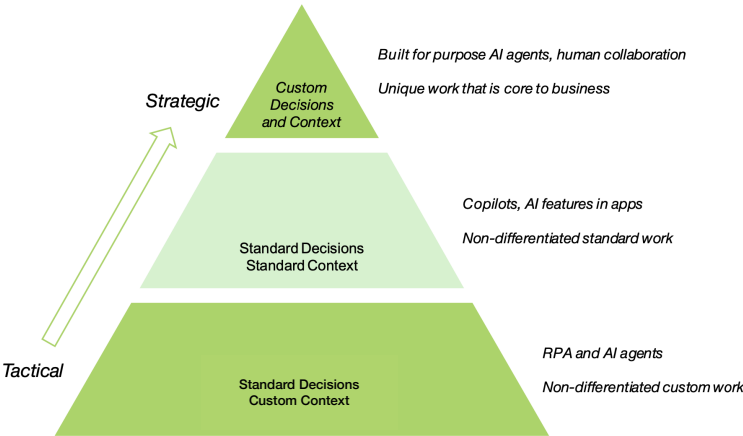 Built for purpose AI agents, human collaboration
Unique work that is core to business
Strategic
Custom
Decisions
and Context
Copilots, AI features in apps
Non-differentiated standard work
Standard Decisions
Standard Context
RPA and AI agents
Non-differentiated custom work
Tactical
Standard Decisions
Custom Context